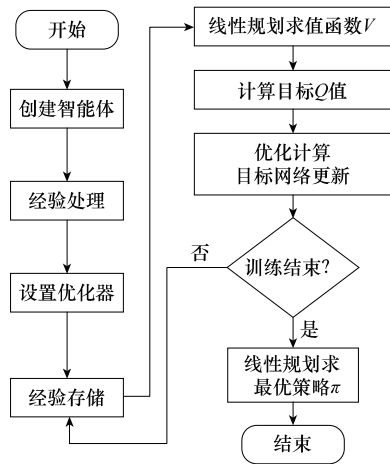 开始
创建智能体
经验处理
设置优化器
经验存储
线性规划求值函数V
计算目标Q值
优化计算
目标网络更新
训练结束?
否
是
线性规划求
最优策略π
结束